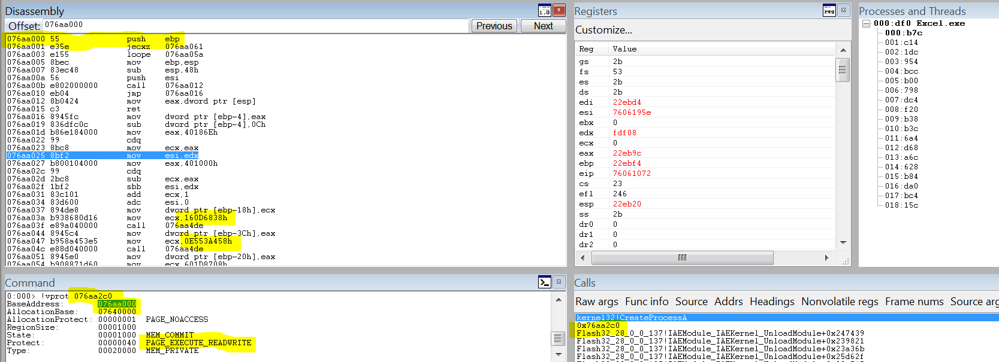 Disassembly
Offset: 076aa000 Previous Next
076aa000 55 push ebp
076aa001 e35e jecxz 076aa061
076aa003 e155 loope 076aa05a
076aa005 8bec mov ebp,esp
076aa007 83ec48 sub esp,48h
076aa00a 56 push esi
076aa00b e802000000 call 076aa012
076aa010 eb04 jmp 076aa016
076aa012 8b0424 mov eax,dword ptr [esp]
076aa015 c3 ret
076aa016 8945fc mov dword ptr [ebp-4],eax
076aa019 836dfc0c sub dword ptr [ebp-4],0Ch
076aa01d b86e184000 mov eax,40186Eh
076aa022 99 cdq
076aa023 8bc8 mov ecx,eax
076aa025 8bf2 mov esi,edx
076aa027 b800104000 mov eax,401000h
076aa02c 99 cdq
076aa02d 2bc8 sub ecx,eax
076aa02f 1bf2 sbb esi,edx
076aa031 83c101 add ecx,1
076aa034 83d600 adc esi,0
076aa037 894de8 mov dword ptr [ebp-18h],ecx
076aa03a b938680d16 mov ecx,160D6838h
076aa03f e89a040000 call 076aa4de
076aa044 8945c4 mov dword ptr [ebp-3Ch],eax
076aa047 b958a453e5 mov ecx,0E553A458h
076aa04c e88d040000 call 076aa4de
076aa051 8945e0 mov dword ptr [ebp-20h],eax
076aa054 b908871d60 mov ecx,601D8708h
Registers
Customize...
Reg Value
gs 2b
fs 53
es 2b
ds 2b
edi 22ebd4
esi 7606195e
ebx 0
edx fdf08
ecx 0
eax 22eb9c
ebp 22ebf4
eip 76061072
cs 23
efl 246
esp 22eb20
ss 2b
dr0 0
dr1 0
dr2 0
Processes and Threads
000:df0 Excel.exe
000:b7c
001:c14
002:1dc
003:954
004:bcc
005:b00
006:798
007:dc4
008:f20
009:b38
010:b3c
011:6a4
012:d68
013:a6c
014:628
015:b84
016:da0
017:bc4
018:15c
Command
0:000> !vprot 076aa2c0
BaseAddress: 076aa000
AllocationBase: 07640000
AllocationProtect: 00000001 PAGE_NOACCESS
RegionSize: 00001000
State: 00001000 MEM_COMMIT
Protect: 00000040 PAGE_EXECUTE_READWRITE
Type: 00020000 MEM_PRIVATE
Calls
Raw args Func info Source Addrs Headings Nonvolatile regs Frame nums Source arg
kernel32!CreateProcessA
0x76aa2c0
Flash32_28_0_0_137!IAEModule_IAEKernel_UnloadModule+0x247439
Flash32_28_0_0_137!IAEModule_IAEKernel_UnloadModule+0x239821
Flash32_28_0_0_137!IAEModule_IAEKernel_UnloadModule+0x23a36b
Flash32_28_0_0_137!IAEModule_IAEKernel_UnloadModule+0x25d62f